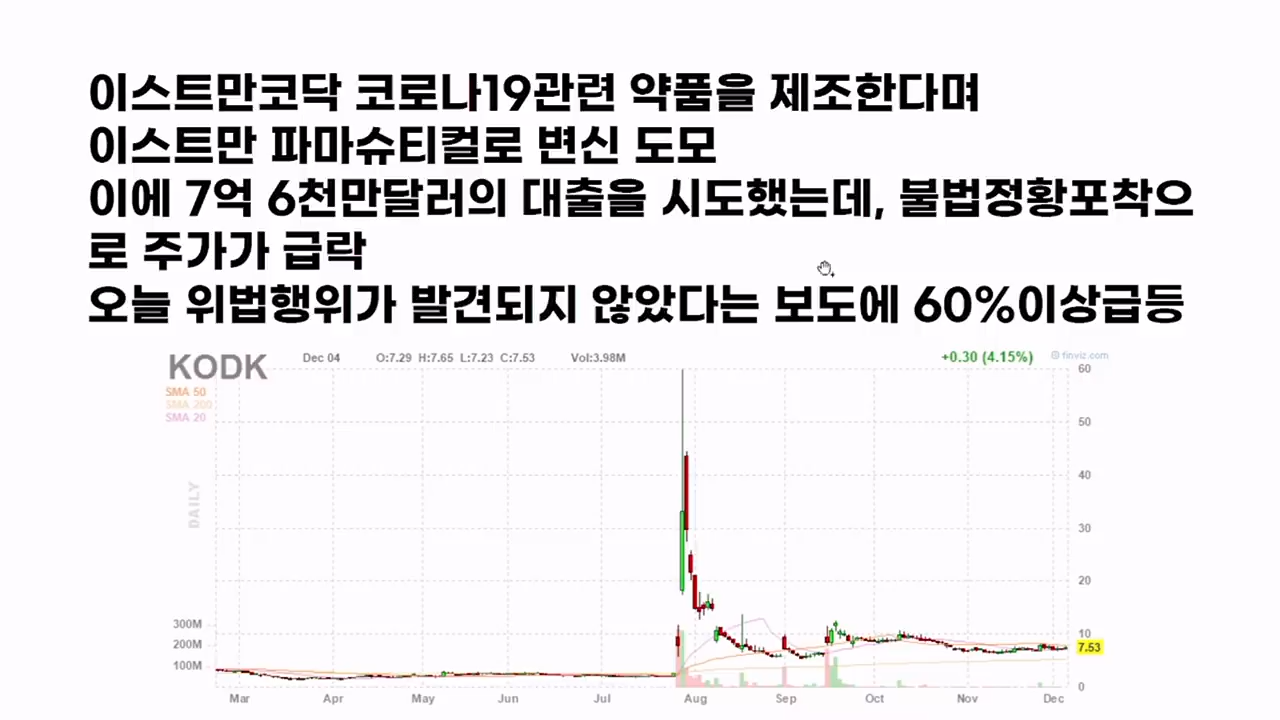 이스트만코닥 코로나19관련 약품을 제조한다며
이스트만 파마슈티컬로 변신 도모
이에 7억 6천만달러의 대출을 시도했는데, 불법정황포착으
로 주가가 급락
오늘 위법행위가 발견되지 않았다는 보도에 60%이상급등
KODK Dec 04 O:7.29 H:7.65 L:7.23 C:7.53 Vol:3.98M +0.30 (4.15%) © finviz.com
SMA 50
SMA 200
SMA 20
DAILY
60
50
40
30
20
10
7.53
0
300M
200M
100M
Mar Apr May Jun Jul Aug Sep Oct Nov Dec